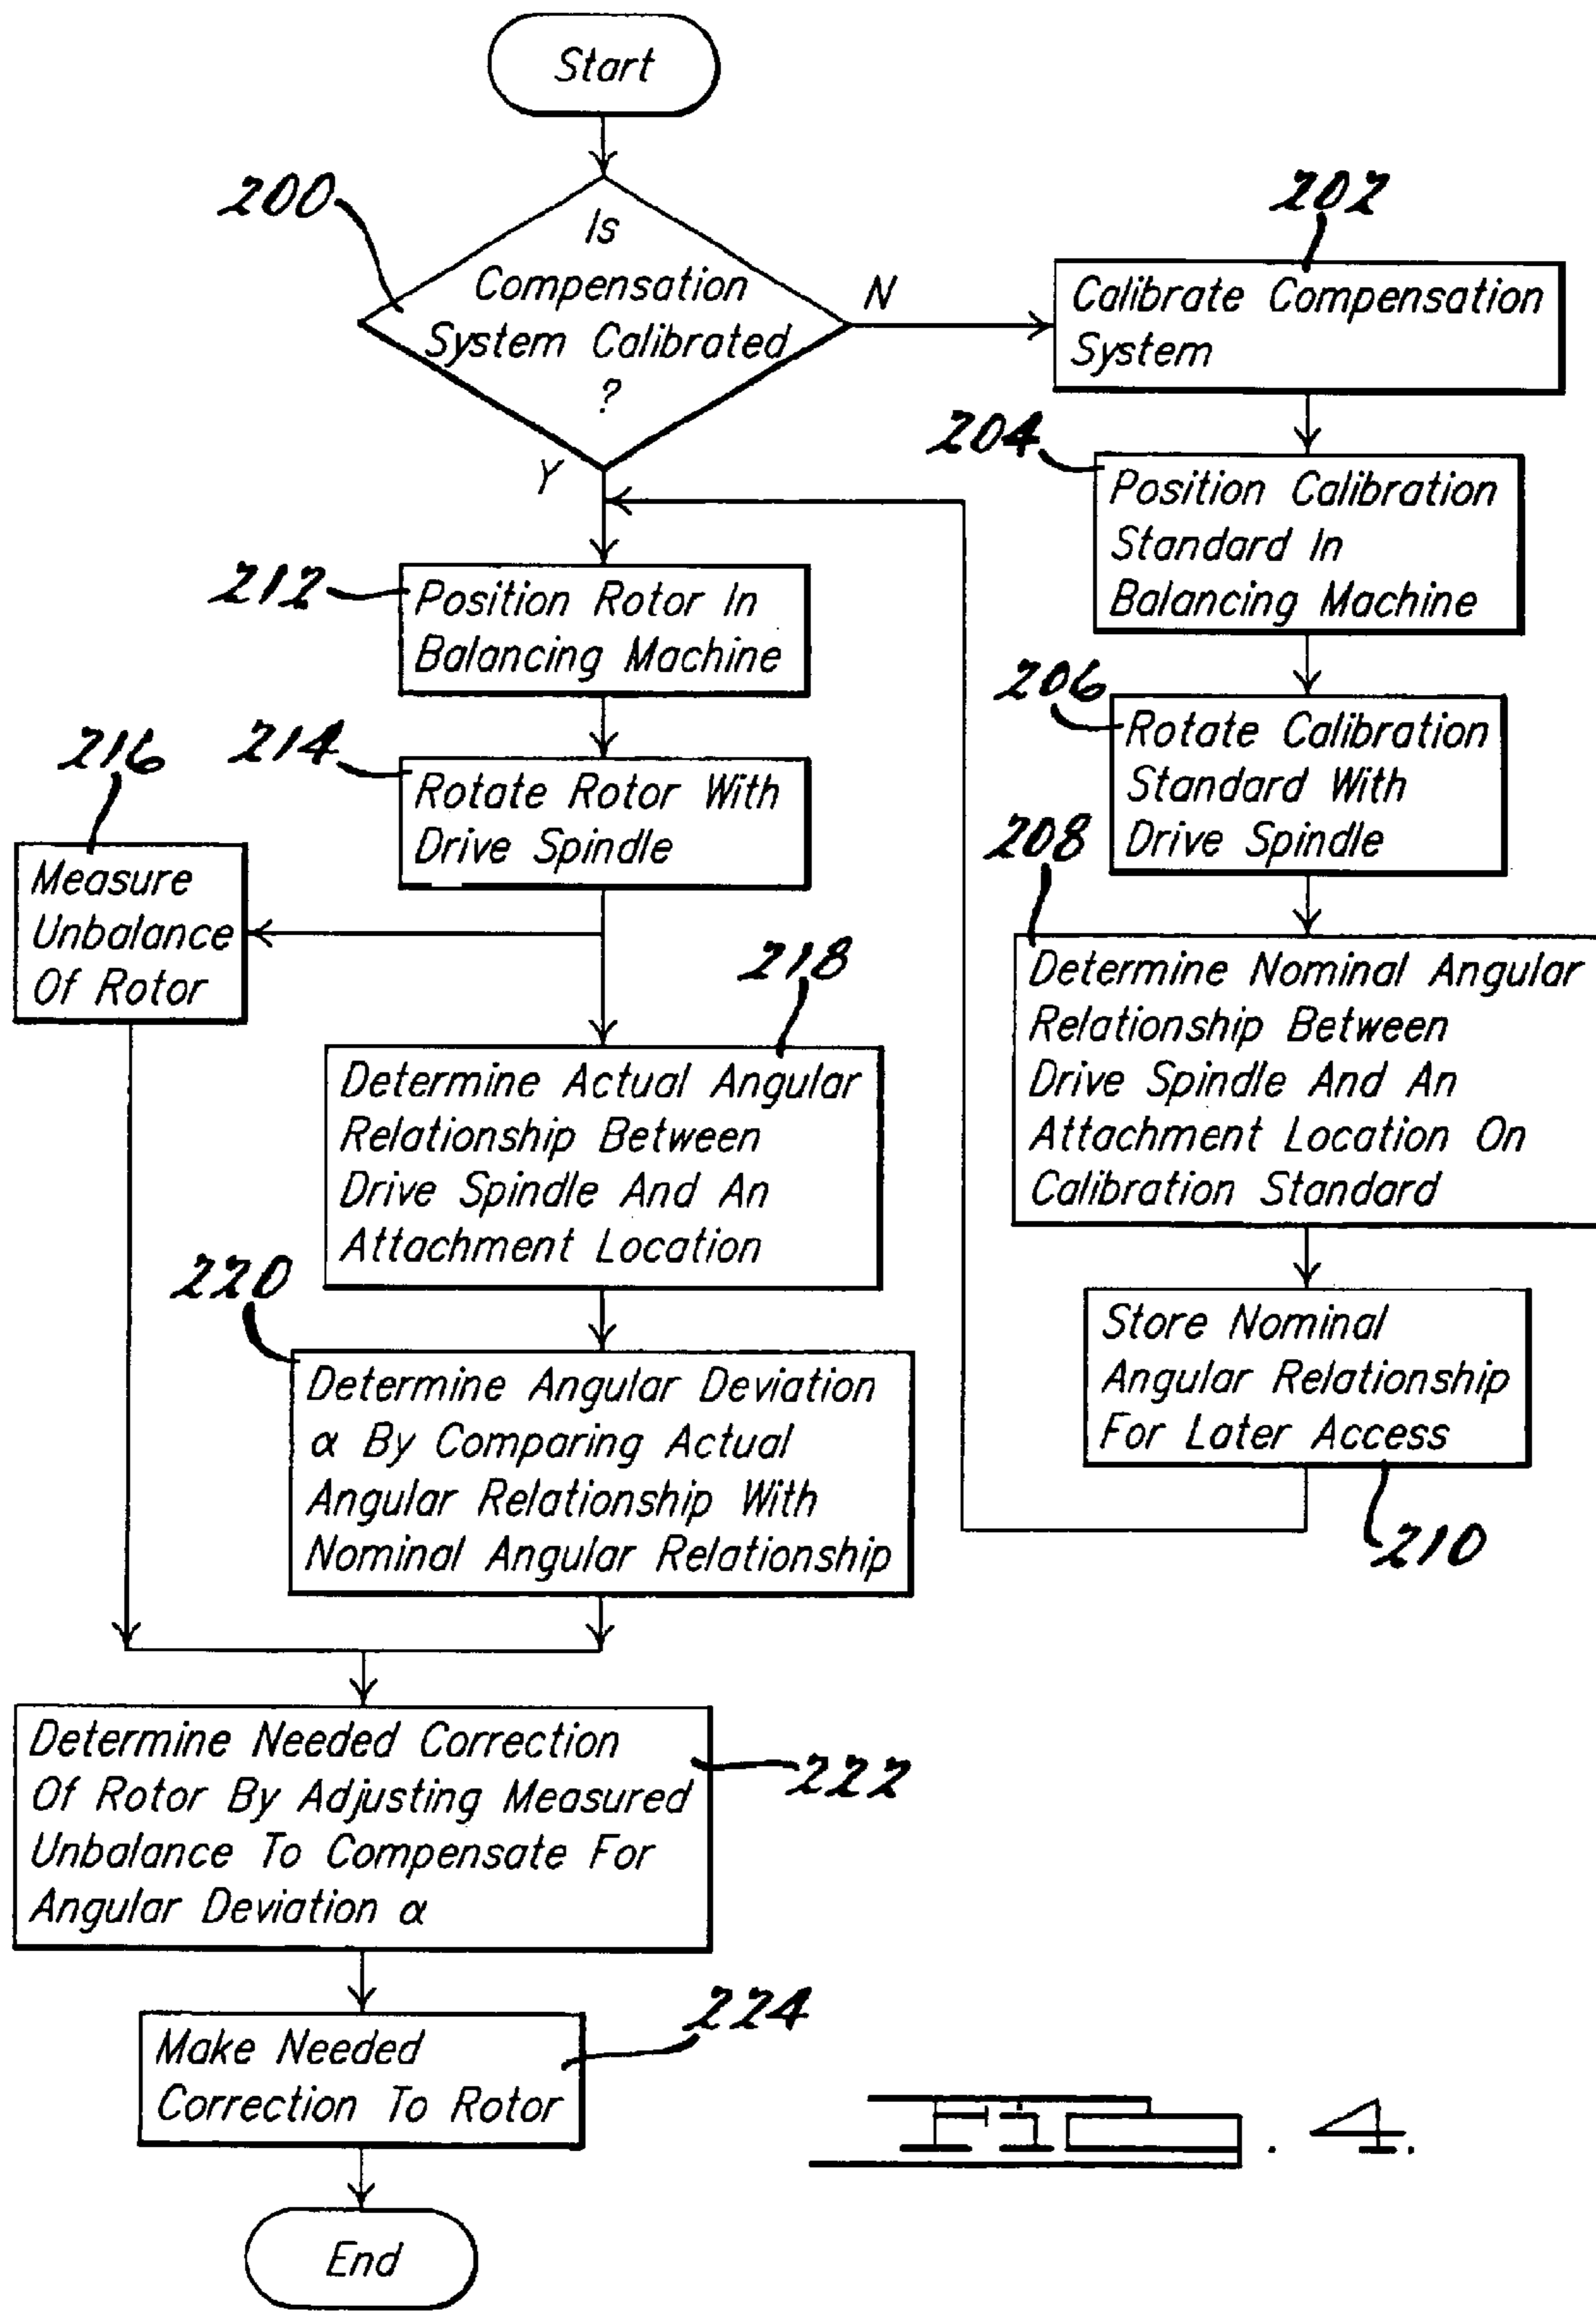 Start
200
Is
Compensation
System Calibrated
?
N
Y
202
Calibrate Compensation
System
204
Position Calibration
Standard In
Balancing Machine
206
Rotate Calibration
Standard With
Drive Spindle
208
Determine Nominal Angular
Relationship Between
Drive Spindle And An
Attachment Location On
Calibration Standard
Store Nominal
Angular Relationship
For Later Access
210
212
Position Rotor In
Balancing Machine
214
Rotate Rotor With
Drive Spindle
216
Measure
Unbalance
Of Rotor
218
Determine Actual Angular
Relationship Between
Drive Spindle And An
Attachment Location
220
Determine Angular Deviation
α By Comparing Actual
Angular Relationship With
Nominal Angular Relationship
Determine Needed Correction
Of Rotor By Adjusting Measured
Unbalance To Compensate For
Angular Deviation α
222
224
Make Needed
Correction To Rotor
End
Fig. 4.